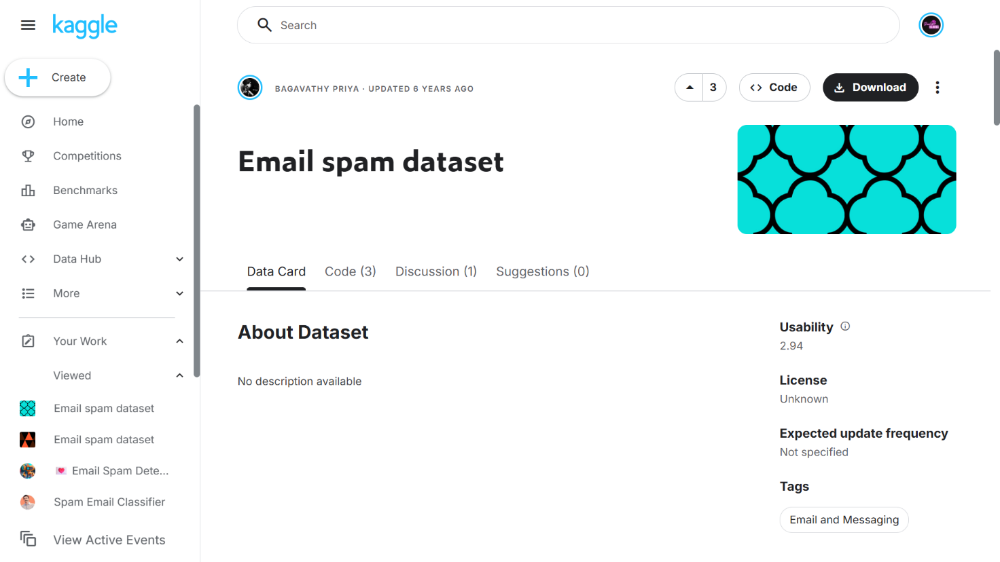 kaggle
Search
Create
Home
Competitions
Benchmarks
Game Arena
Data Hub
More
Your Work
Viewed
Email spam dataset
Email spam dataset
💌 Email Spam Dete...
Spam Email Classifier
View Active Events
BAGAVATHY PRIYA · UPDATED 6 YEARS AGO
3
Code
Download
Email spam dataset
Data Card
Code (3)
Discussion (1)
Suggestions (0)
About Dataset
No description available
Usability
2.94
License
Unknown
Expected update frequency
Not specified
Tags
Email and Messaging